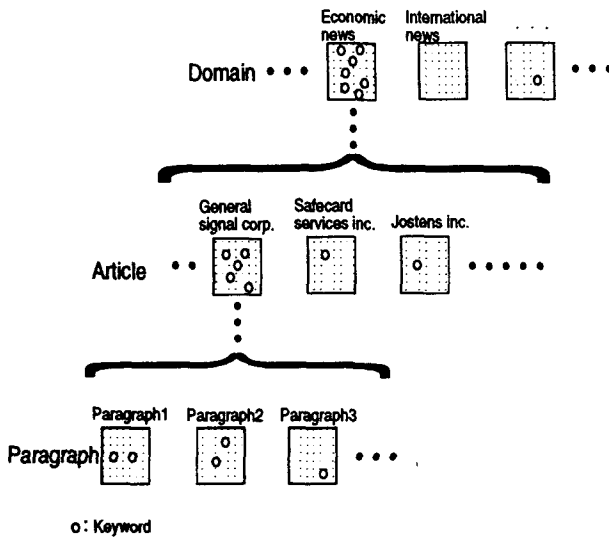 Economic
news
International
news
Domain
General
signal corp.
Safecard
services inc.
Jostens inc.
Article
Paragraph1
Paragraph2
Paragraph3
Paragraph
o : Keyword